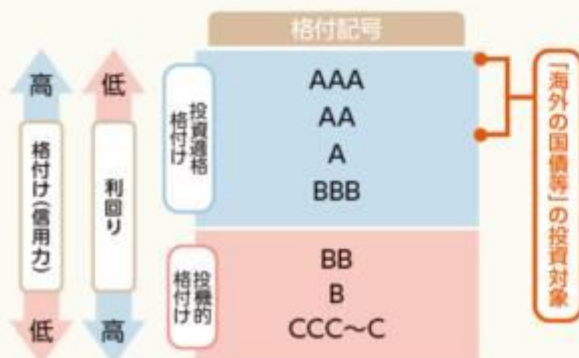 格付記号
高
低
格付け(信用力)
利回り
低
高
投資適格
格付け
AAA
AA
A
BBB
投機的
格付け
BB
B
CCC～C
「海外の国債等」の投資対象